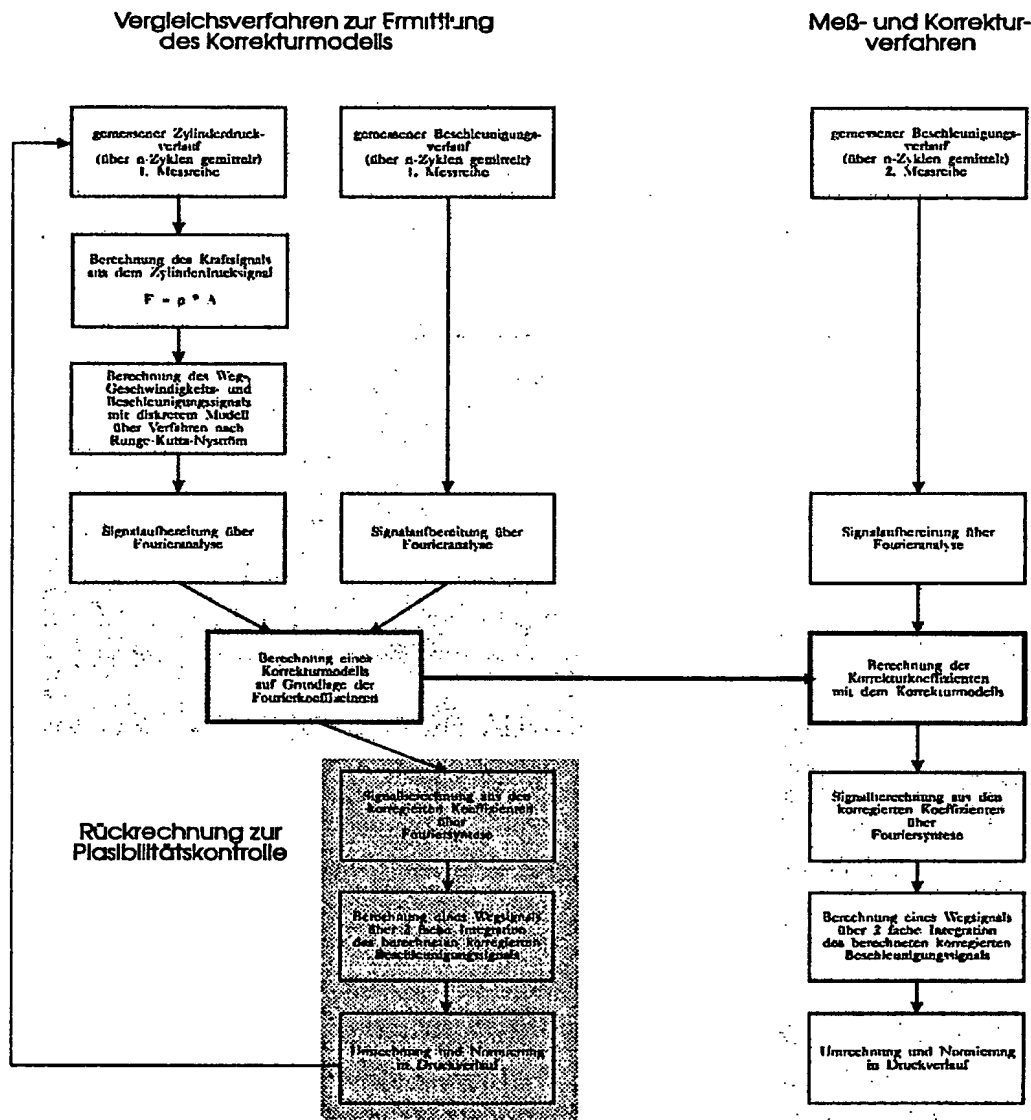 Vergleichsverfahren zur Ermittlung
des Korrekturmodells
Meß- und Korrektur-
verfahren
gemessener Zylinderdruck-
verlauf
(über n-Zyklen gemittelt)
1. Messreihe
gemessener Beschleunigungs-
verlauf
(über n-Zyklen gemittelt)
1. Messreihe
gemessener Beschleunigungs-
verlauf
(über n-Zyklen gemittelt)
2. Messreihe
Berechnung des Kraftsignals
aus dem Zylinderdrucksignal
F = p * A
Berechnung des Weg-
Geschwindigkeits- und
Beschleunigungssignals
mit diskretem Modell
über Verfahren nach
Runge-Kutta-Nyström
Signalaufbereitung über
Fourieranalyse
Signalaufbereitung über
Fourieranalyse
Signalaufbereitung über
Fourieranalyse
Berechnung eines
Korrekturmodells
auf Grundlage der
Fourierkoeffizienten
Berechnung der
Korrekturkoeffizienten
mit dem Korrekturmodells
Rückrechnung zur
Plasibilitätskontrolle
Signalberechnung aus den
korregierten Koeffizienten
über
Fouriersyntese
Signalberechnung aus den
korregierten Koeffizienten
über
Fouriersyntese
Berechnung eines Wegsignals
über 2 fache Integration
des berechneten korregierten
Beschleunigungssignals
Berechnung eines Wegsignals
über 2 fache Integration
des berechneten korregierten
Beschleunigungssignals
Umrechnung und Normierung
in Druckverlauf
Umrechnung und Normierung
in Druckverlauf